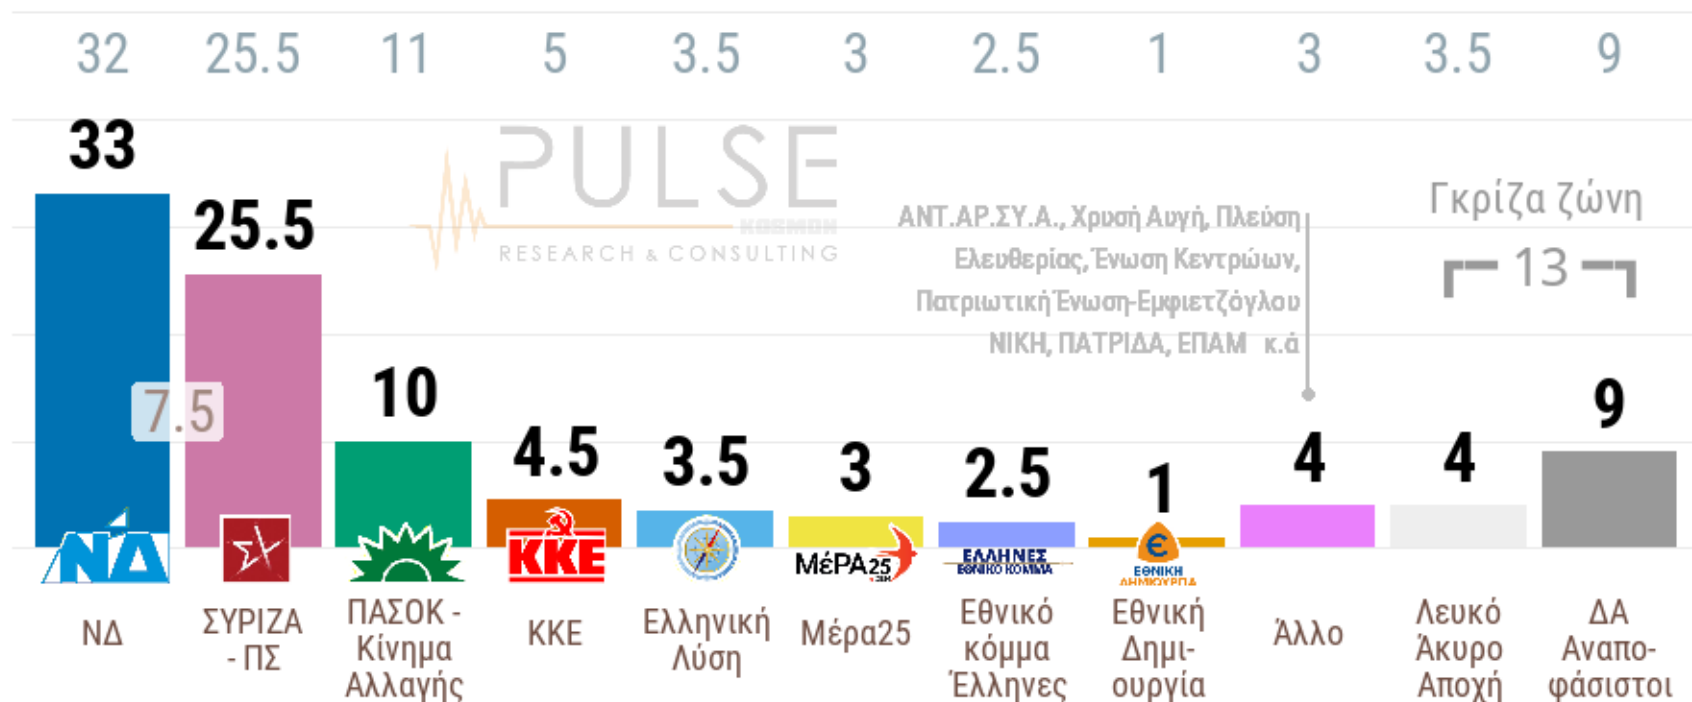 32 25.5 11 5 3.5 3 2.5 1 3 3.5 9
33
25.5
10
4.5
3.5
3
2.5
1
4
4
9
7.5
PULSE
KOSMON
RESEARCH & CONSULTING
ΑΝΤ.ΑΡ.ΣΥ.Α., Χρυσή Αυγή, Πλεύση
Ελευθερίας, Ένωση Κεντρώων,
Πατριωτική Ένωση-Εμφιετζόγλου
ΝΙΚΗ, ΠΑΤΡΙΔΑ, ΕΠΑΜ κ.ά
Γκρίζα ζώνη
13
ΝΔ
ΚΚΕ
ΜέΡΑ25
ΕΛΛΗΝΕΣ
ΕΘΝΙΚΟ ΚΟΜΜΑ
ΕΘΝΙΚΗ
ΔΗΜΙΟΥΡΓΙΑ
ΝΔ
ΣΥΡΙΖΑ
- ΠΣ
ΠΑΣΟΚ -
Κίνημα
Αλλαγής
ΚΚΕ
Ελληνική
Λύση
Μέρα25
Εθνικό
κόμμα
Έλληνες
Εθνική
Δημι-
ουργία
Άλλο
Λευκό
Άκυρο
Αποχή
ΔΑ
Αναπο-
φάσιστοι